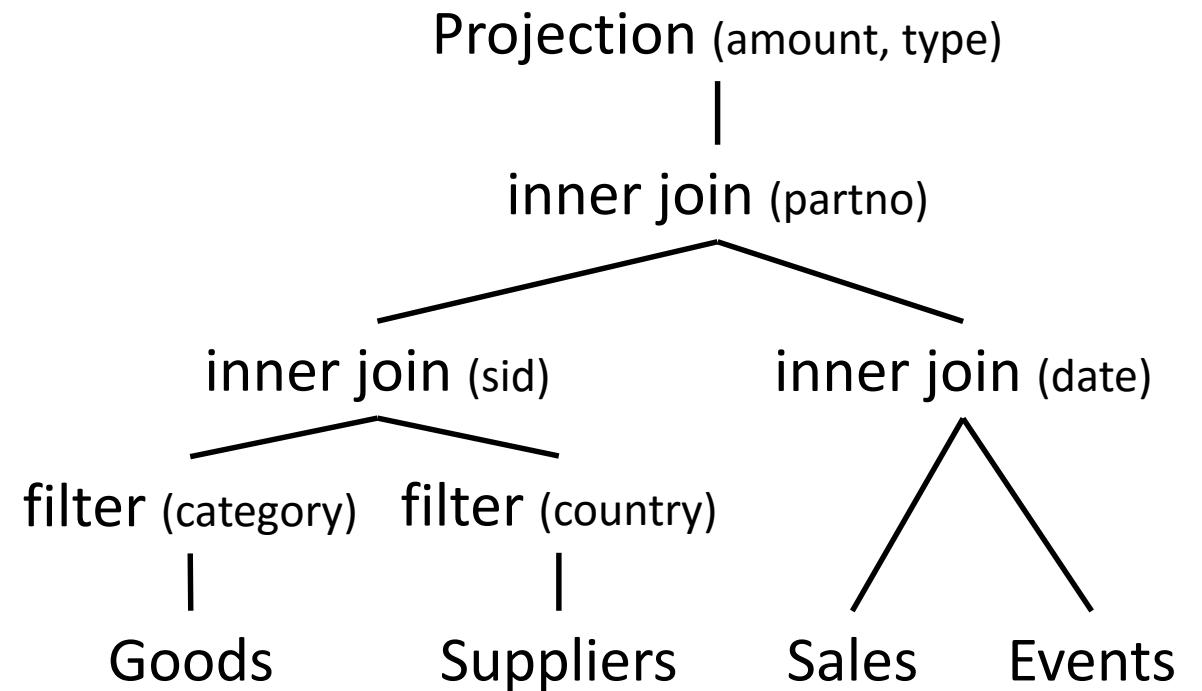 Projection (amount, type)
inner join (partno)
inner join (sid)
inner join (date)
filter (category)
filter (country)
Goods
Suppliers
Sales
Events